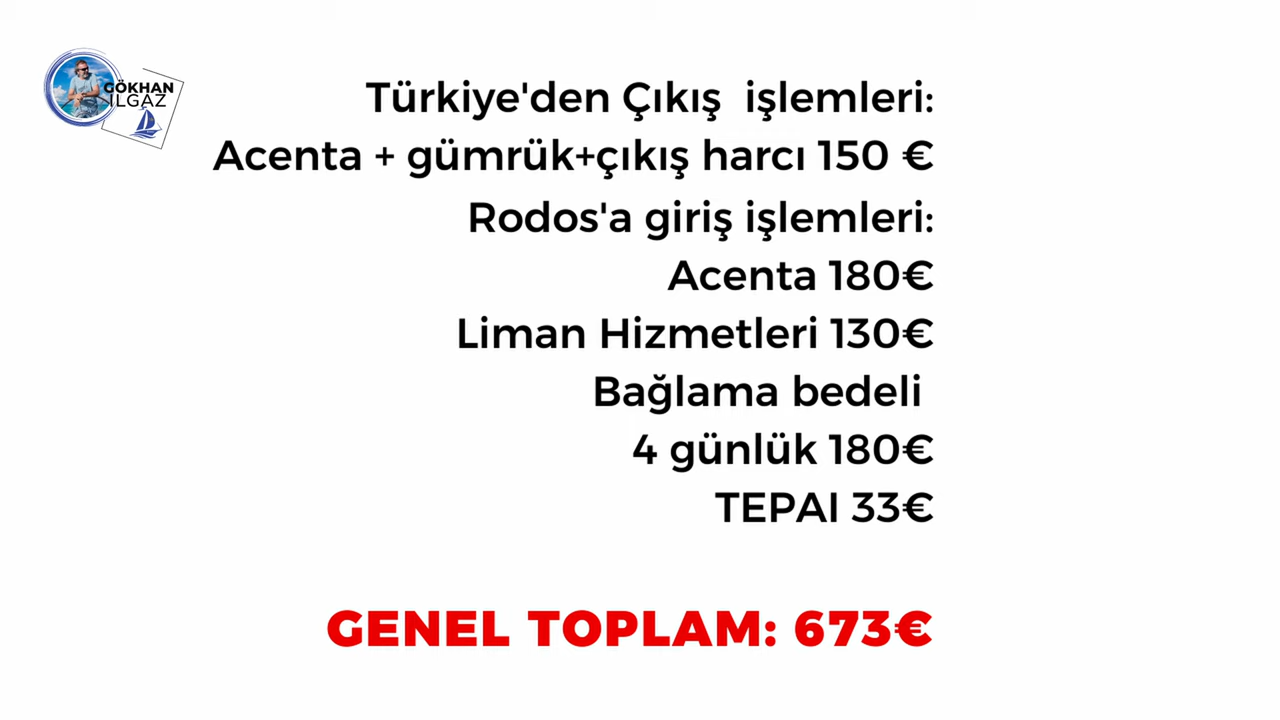 GÖKHAN
ILGAZ
Türkiye'den Çıkış işlemleri:
Acenta + gümrük+çıkış harcı 150 €
Rodos'a giriş işlemleri:
Acenta 180€
Liman Hizmetleri 130€
Bağlama bedeli
4 günlük 180€
TEPAI 33€
GENEL TOPLAM: 673€